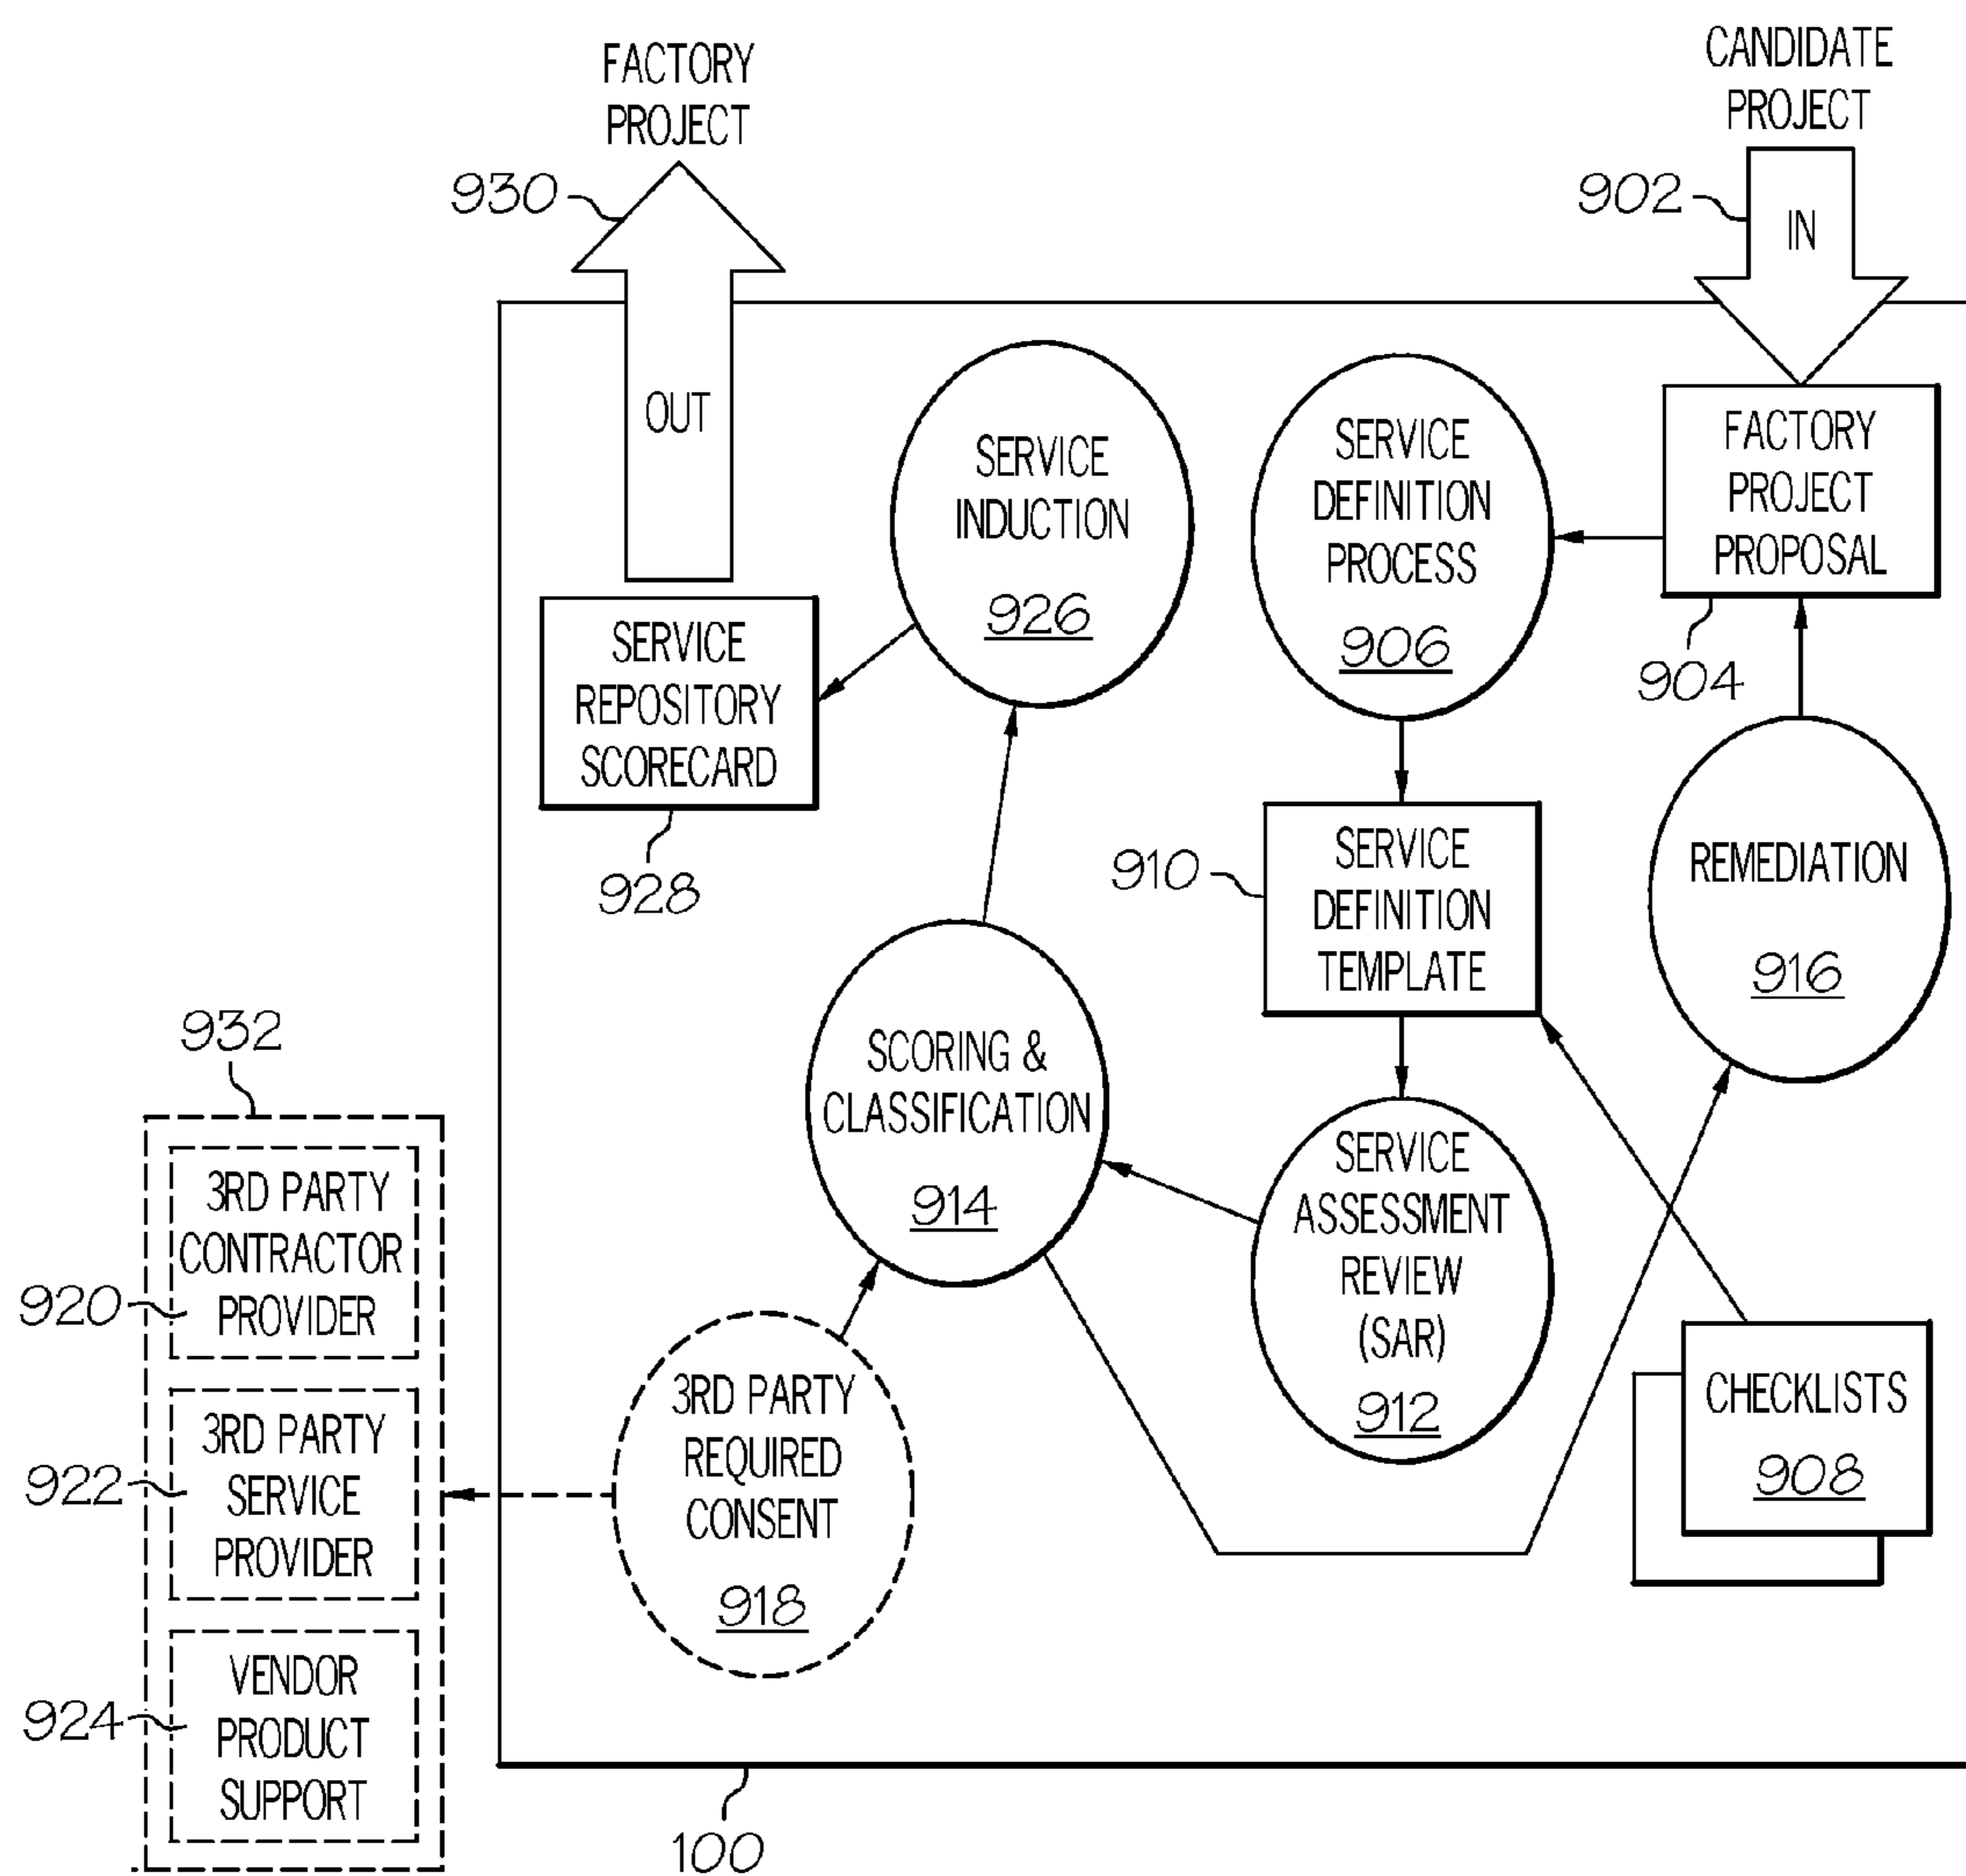 FACTORY
PROJECT
CANDIDATE
PROJECT
930
902
IN
OUT
SERVICE
INDUCTION
926
SERVICE
DEFINITION
PROCESS
906
FACTORY
PROJECT
PROPOSAL
904
SERVICE
REPOSITORY
SCORECARD
928
910
SERVICE
DEFINITION
TEMPLATE
REMEDIATION
916
932
SCORING &
CLASSIFICATION
914
SERVICE
ASSESSMENT
REVIEW
(SAR)
912
3RD PARTY
CONTRACTOR
PROVIDER
920
3RD PARTY
REQUIRED
CONSENT
918
CHECKLISTS
908
3RD PARTY
SERVICE
PROVIDER
922
VENDOR
PRODUCT
SUPPORT
924
100